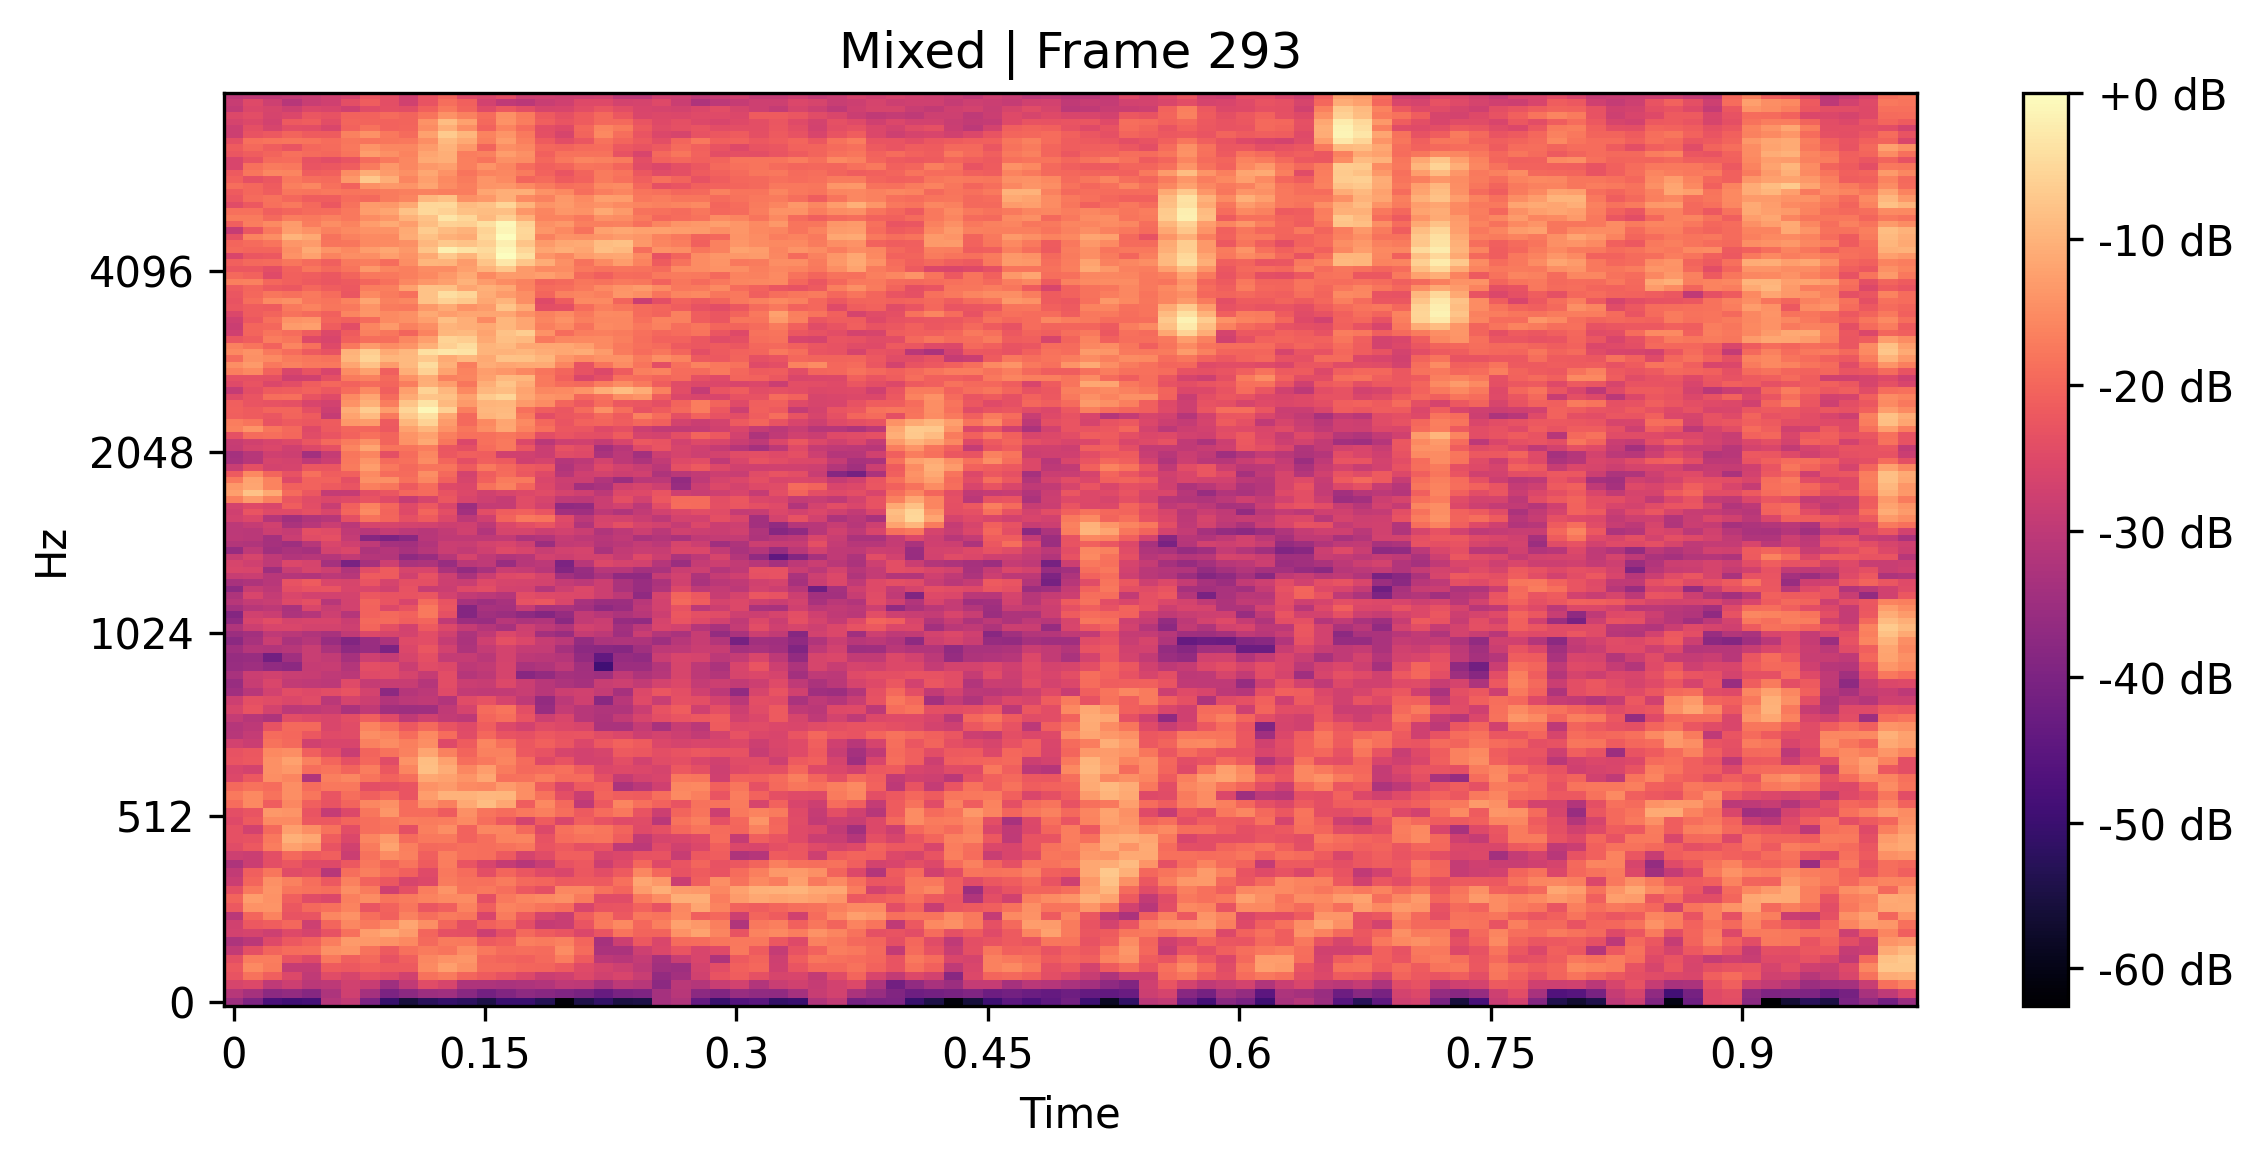 Mixed | Frame 293
Hz
4096
2048
1024
512
0
0 0.15 0.3 0.45 0.6 0.75 0.9
Time
+0 dB
-10 dB
-20 dB
-30 dB
-40 dB
-50 dB
-60 dB